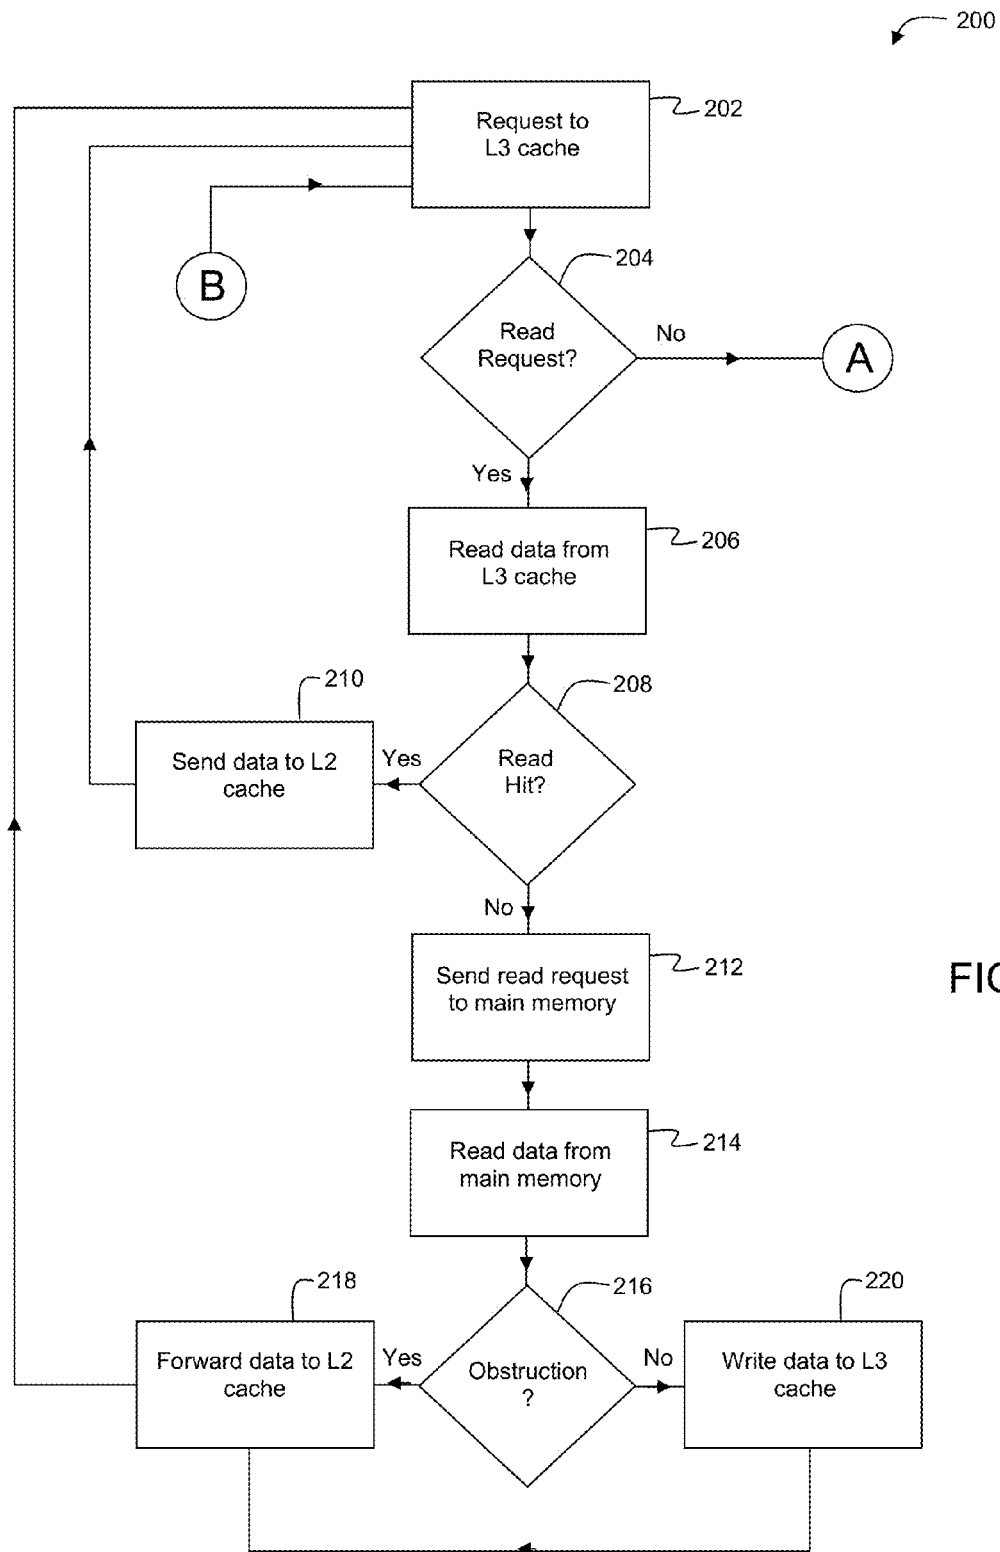 200
Request to
L3 cache
202
B
204
Read
Request?
No
A
Yes
Read data from
L3 cache
206
210
208
Send data to L2
cache
Yes
Read
Hit?
No
Send read request
to main memory
212
Read data from
main memory
214
218
216
220
Forward data to L2
cache
Yes
Obstruction
?
No
Write data to L3
cache